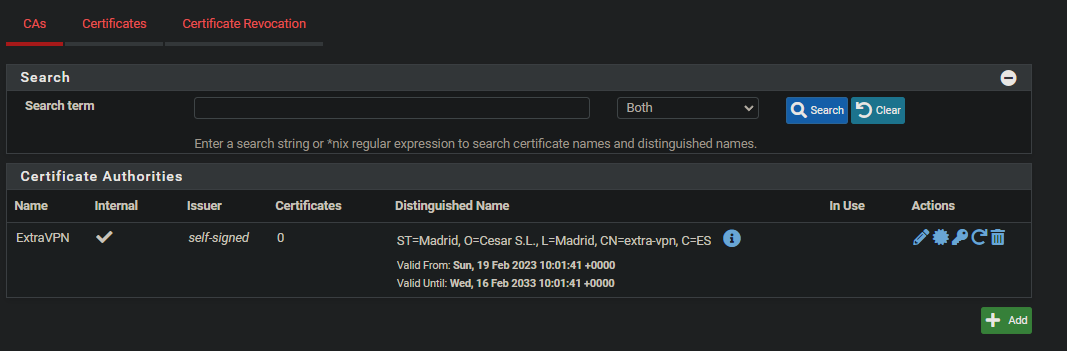 CAs Certificates Certificate Revocation
Search
Search term Both Search Clear
Enter a search string or *nix regular expression to search certificate names and distinguished names.
Certificate Authorities
Name Internal Issuer Certificates Distinguished Name In Use Actions
ExtraVPN self-signed 0 ST=Madrid, O=Cesar S.L., L=Madrid, CN=extra-vpn, C=ES
Valid From: Sun, 19 Feb 2023 10:01:41 +0000
Valid Until: Wed, 16 Feb 2033 10:01:41 +0000
Add